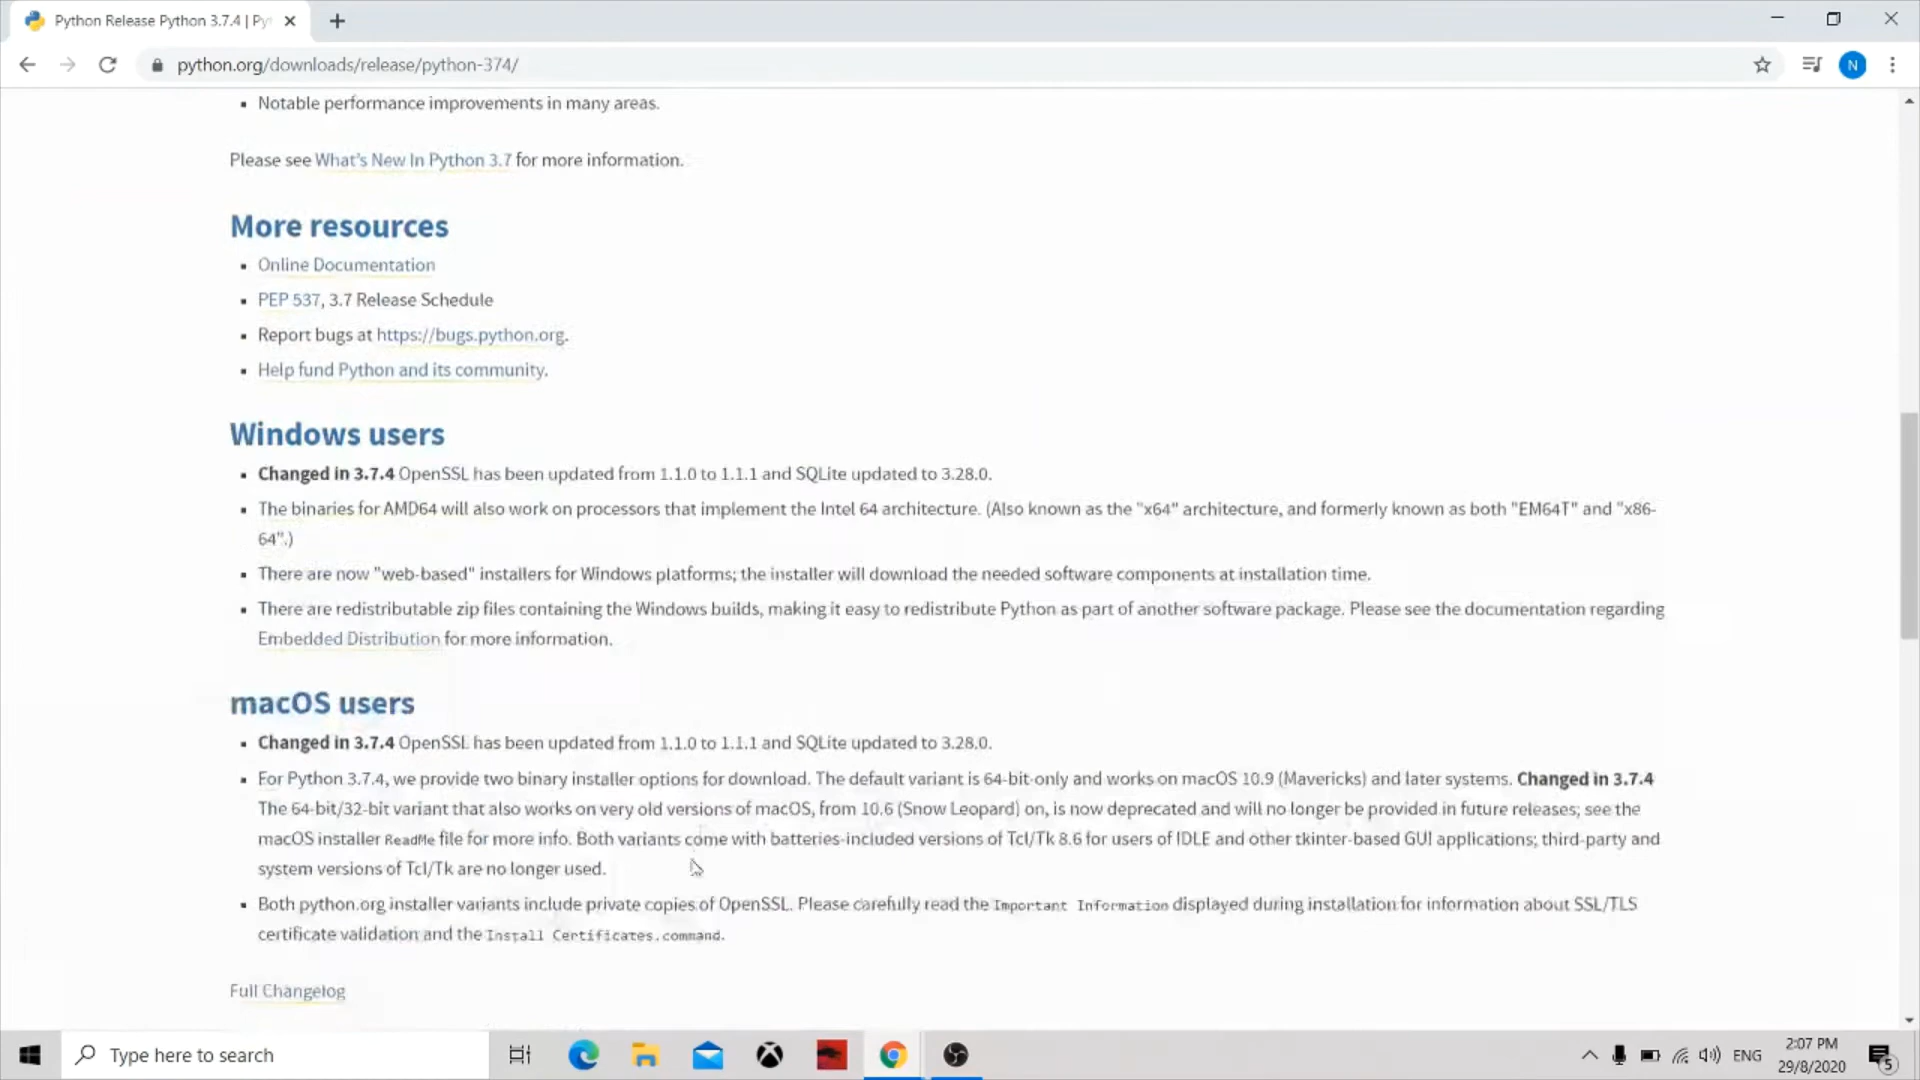 Python Release Python 3.7.4 | Py
python.org/downloads/release/python-374/
N
▪ Notable performance improvements in many areas.
Please see What's New In Python 3.7 for more information.
More resources
▪ Online Documentation
▪ PEP 537, 3.7 Release Schedule
▪ Report bugs at https://bugs.python.org.
▪ Help fund Python and its community.
Windows users
▪ Changed in 3.7.4 OpenSSL has been updated from 1.1.0 to 1.1.1 and SQLite updated to 3.28.0.
▪ The binaries for AMD64 will also work on processors that implement the Intel 64 architecture. (Also known as the "x64" architecture, and formerly known as both "EM64T" and "x86-
64".)
▪ There are now "web-based" installers for Windows platforms; the installer will download the needed software components at installation time.
▪ There are redistributable zip files containing the Windows builds, making it easy to redistribute Python as part of another software package. Please see the documentation regarding
Embedded Distribution for more information.
macOS users
▪ Changed in 3.7.4 OpenSSL has been updated from 1.1.0 to 1.1.1 and SQLite updated to 3.28.0.
▪ For Python 3.7.4, we provide two binary installer options for download. The default variant is 64-bit-only and works on macOS 10.9 (Mavericks) and later systems. Changed in 3.7.4
The 64-bit/32-bit variant that also works on very old versions of macOS, from 10.6 (Snow Leopard) on, is now deprecated and will no longer be provided in future releases; see the
macOS installer ReadMe file for more info. Both variants come with batteries-included versions of Tcl/Tk 8.6 for users of IDLE and other tkinter-based GUI applications; third-party and
system versions of Tcl/Tk are no longer used.
▪ Both python.org installer variants include private copies of OpenSSL. Please carefully read the Important Information displayed during installation for information about SSL/TLS
certificate validation and the Install Certificates.command.
Full Changelog
Type here to search
ENG
2:07 PM
29/8/2020
5